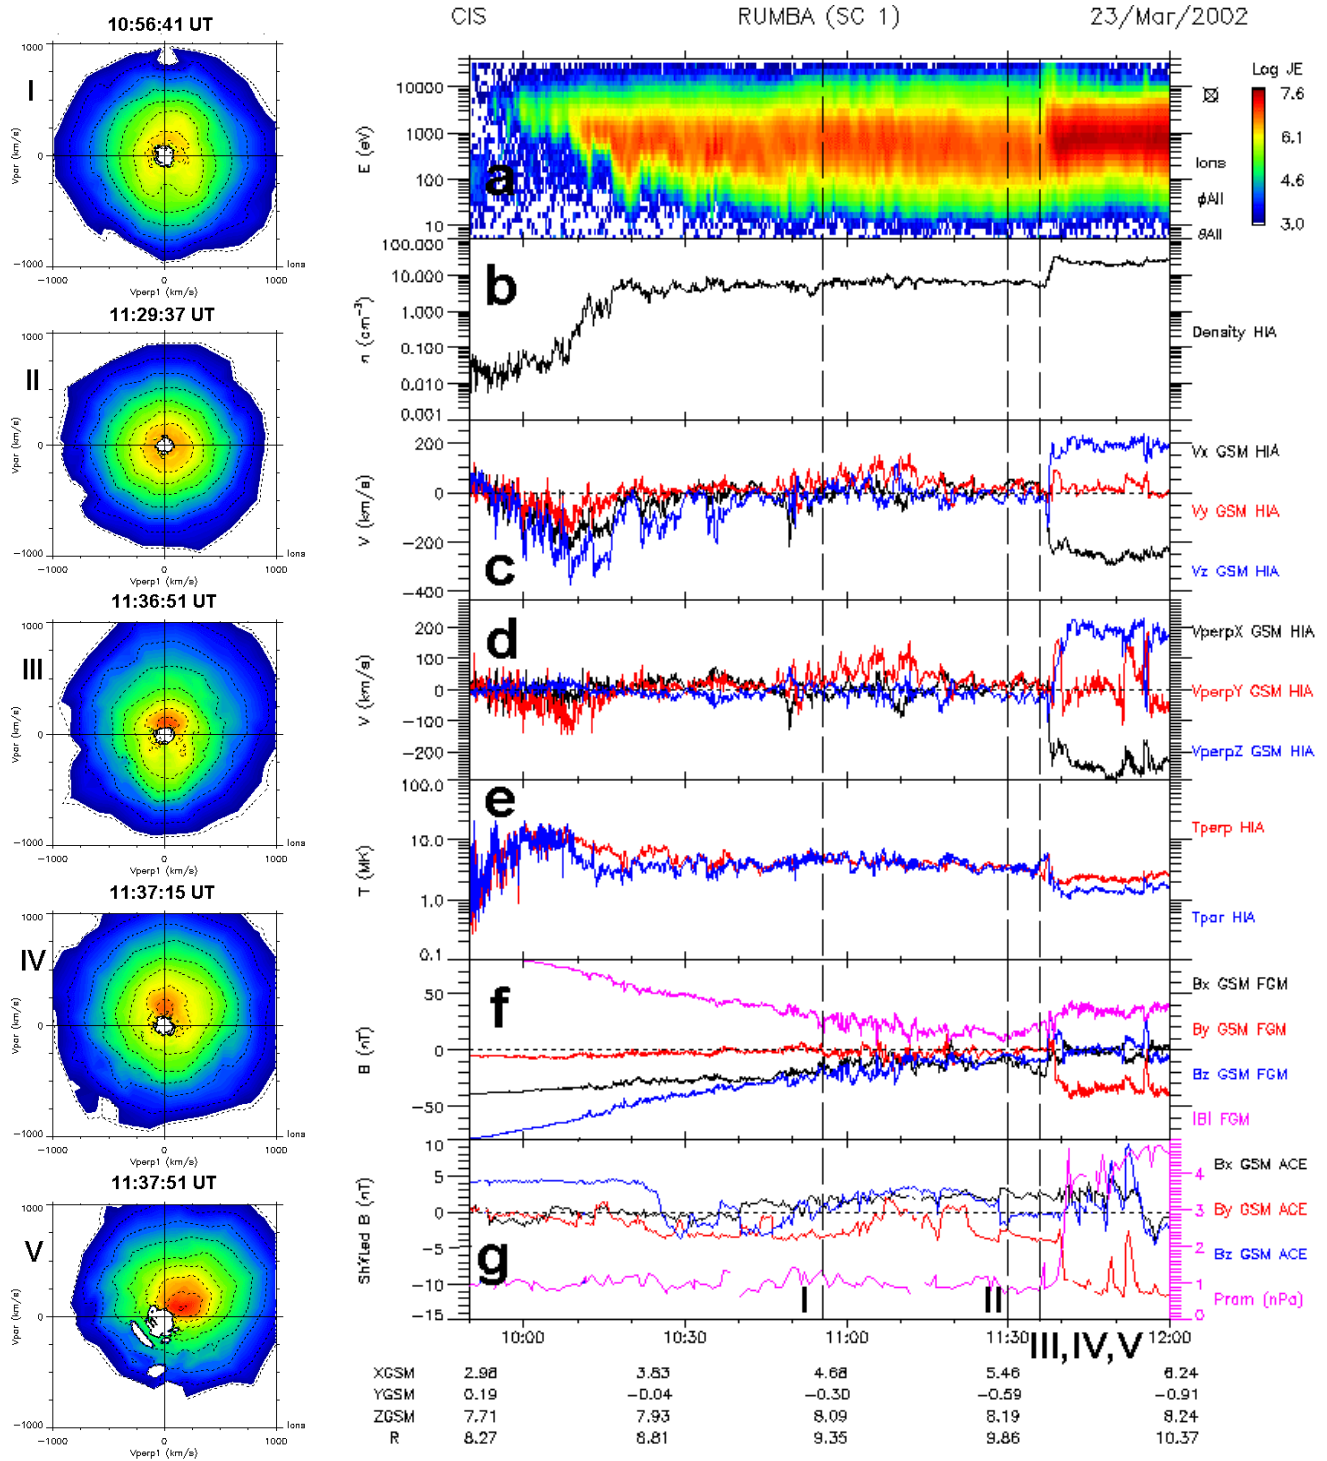 CIS RUMBA (SC 1) 23/Mar/2002
10:56:41 UT
I
1000
0
-1000
Vpar (km/s)
-1000 0 1000
Ions
Vperp1 (km/s)
11:29:37 UT
II
1000
0
-1000
Vpar (km/s)
-1000 0 1000
Ions
Vperp1 (km/s)
11:36:51 UT
III
1000
0
-1000
Vpar (km/s)
-1000 0 1000
Ions
Vperp1 (km/s)
11:37:15 UT
IV
1000
0
-1000
Vpar (km/s)
-1000 0 1000
Ions
Vperp1 (km/s)
11:37:51 UT
V
1000
0
-1000
Vpar (km/s)
-1000 0 1000
Ions
Vperp1 (km/s)
E (eV)
10000
1000
100
10
a
Log JE
7.6
6.1
4.6
3.0
Ions
ϕAll
θAll
n (cm⁻³)
100.000
10.000
1.000
0.100
0.010
0.001
b
Density HIA
V (km/s)
200
0
-200
-400
c
Vx GSM HIA
Vy GSM HIA
Vz GSM HIA
V (km/s)
200
100
0
-100
-200
d
VperpX GSM HIA
VperpY GSM HIA
VperpZ GSM HIA
T (MK)
100.0
10.0
1.0
0.1
e
Tperp HIA
Tpar HIA
B (nT)
50
0
-50
f
Bx GSM FGM
By GSM FGM
Bz GSM FGM
|B| FGM
Shifted B (nT)
10
5
0
-5
-10
-15
g
4
3
2
1
0
Bx GSM ACE
By GSM ACE
Bz GSM ACE
Pram (nPa)
I II
10:00 10:30 11:00 11:30 12:00
III, IV, V
XGSM 2.98 3.83 4.68 5.46 6.24
YGSM 0.19 -0.04 -0.30 -0.59 -0.91
ZGSM 7.71 7.93 8.09 8.19 8.24
R 8.27 8.81 9.35 9.86 10.37